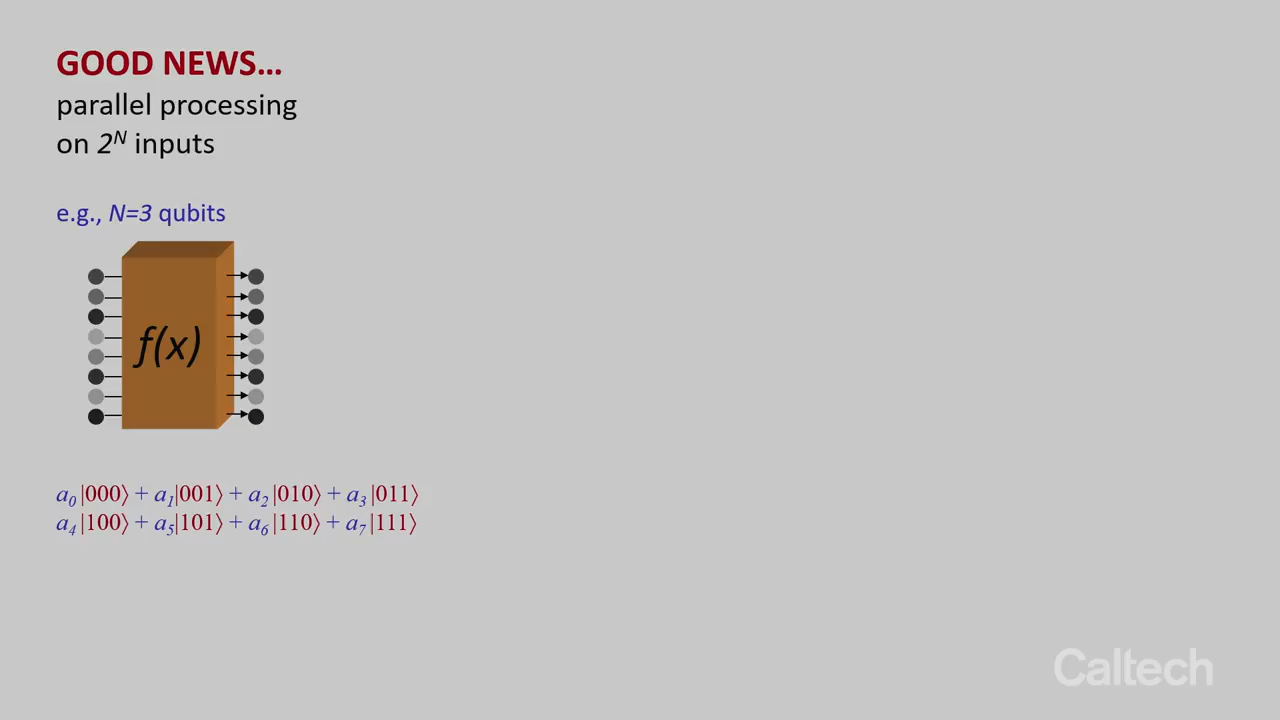 GOOD NEWS…
parallel processing
on 2ᴺ inputs
e.g., N=3 qubits
f(x)
a₀|000⟩ + a₁|001⟩ + a₂|010⟩ + a₃|011⟩
a₄|100⟩ + a₅|101⟩ + a₆|110⟩ + a₇|111⟩
Caltech